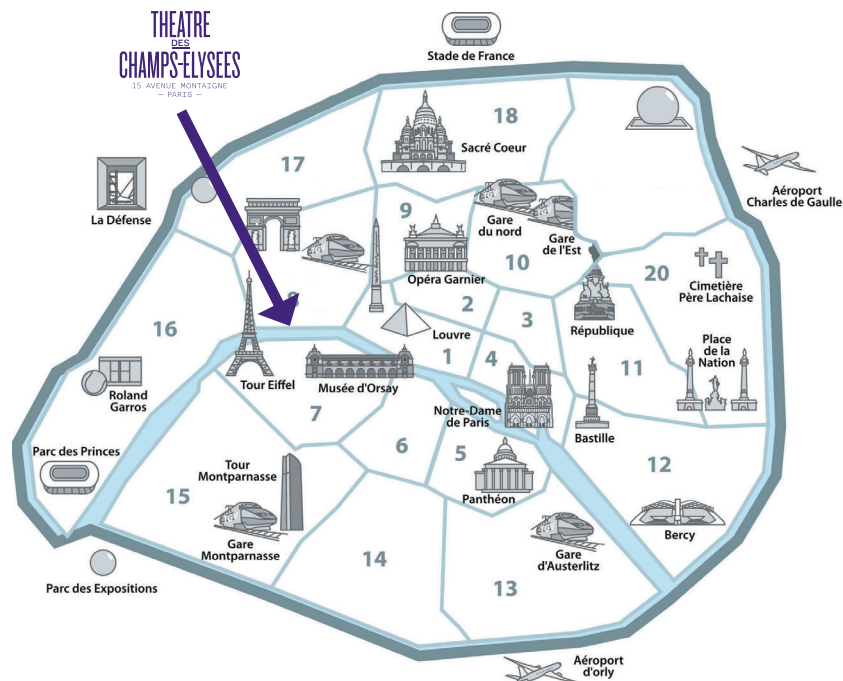 THEATRE
DES
CHAMPS-ELYSEES
15 AVENUE MONTAIGNE
— PARIS —
Stade de France
18
Sacré Coeur
17
La Défense
Aéroport
Charles de Gaulle
9
Gare
du nord
Gare
de l'Est
Opéra Garnier
10
20
Cimetière
Père Lachaise
8
2
3
République
16
Louvre
1
4
11
Place
de la
Nation
Roland
Garros
Tour Eiffel
Musée d'Orsay
7
Notre-Dame
de Paris
Bastille
6
5
12
Parc des Princes
Tour
Montparnasse
15
Panthéon
Gare
Montparnasse
Bercy
14
Gare
d'Austerlitz
13
Parc des Expositions
Aéroport
d'orly